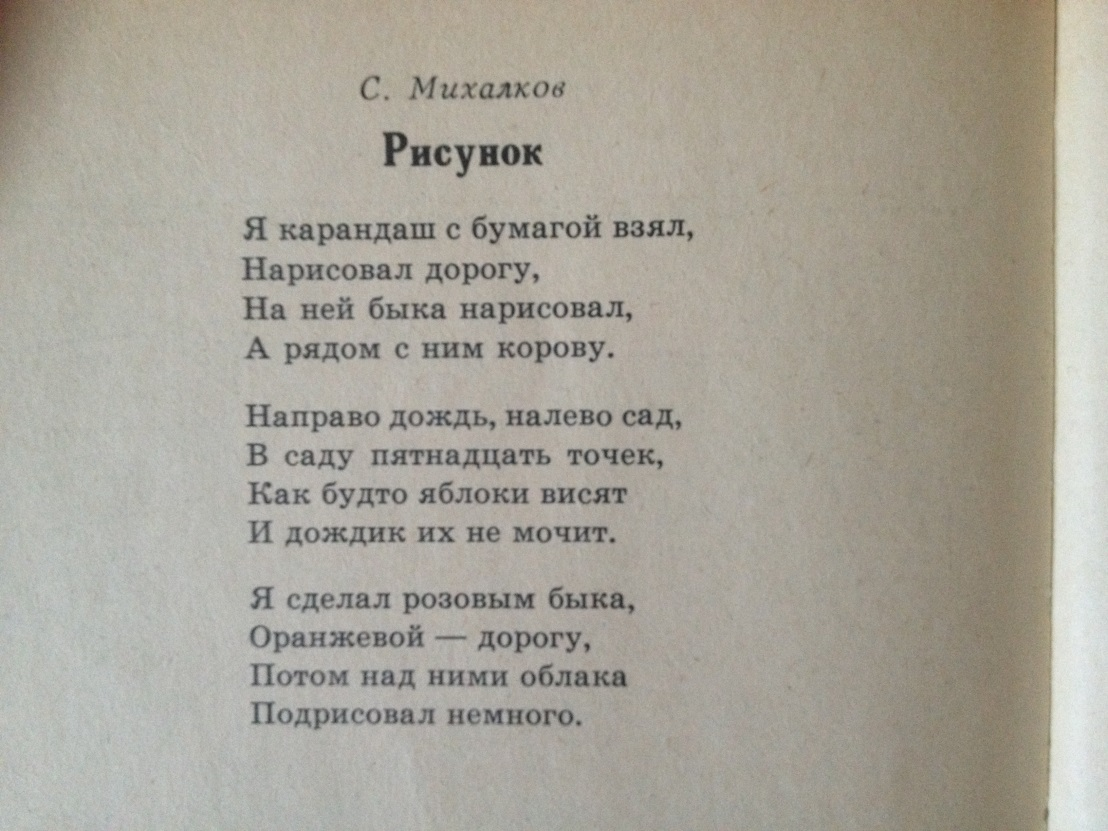 С. Михалков
Рисунок
Я карандаш с бумагой взял,
Нарисовал дорогу,
На ней быка нарисовал,
А рядом с ним корову.
Направо дождь, налево сад,
В саду пятнадцать точек,
Как будто яблоки висят
И дождик их не мочит.
Я сделал розовым быка,
Оранжевой — дорогу,
Потом над ними облака
Подрисовал немного.